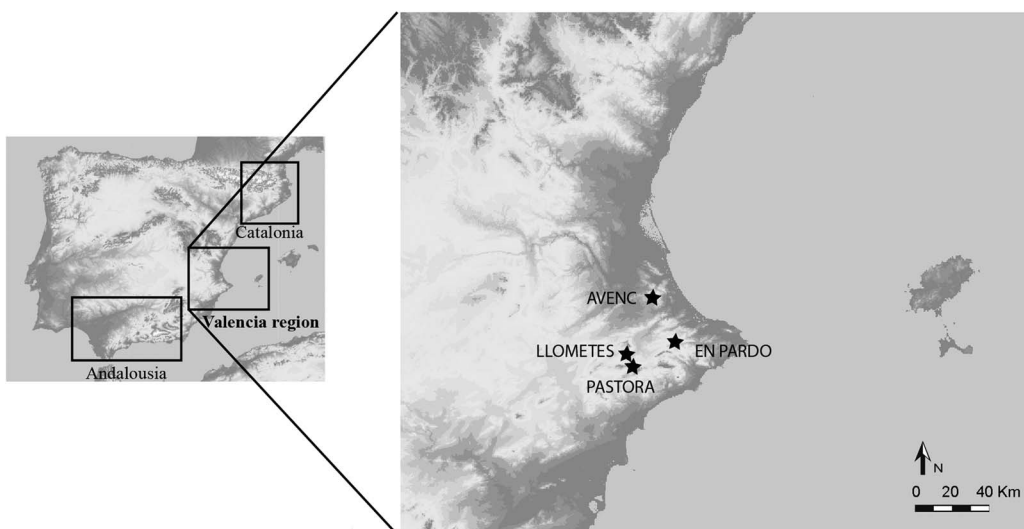 Catalonia
Valencia region
Andalousia
AVENC
LLOMETES
EN PARDO
PASTORA
N
0 20 40 Km